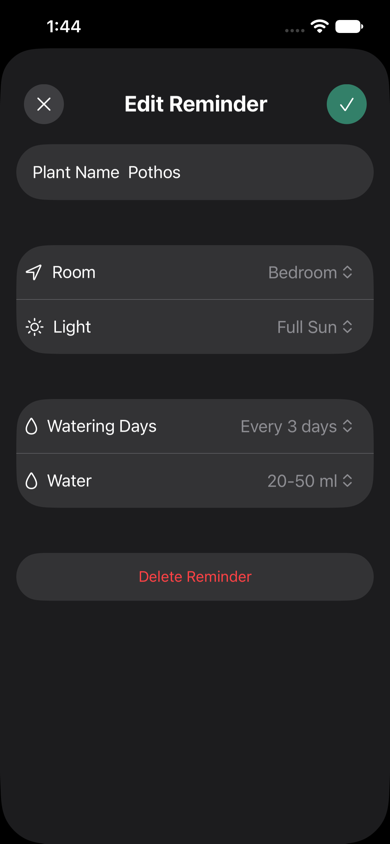 1:44
Edit Reminder
Plant Name Pothos
Room Bedroom
Light Full Sun
Watering Days Every 3 days
Water 20-50 ml
Delete Reminder